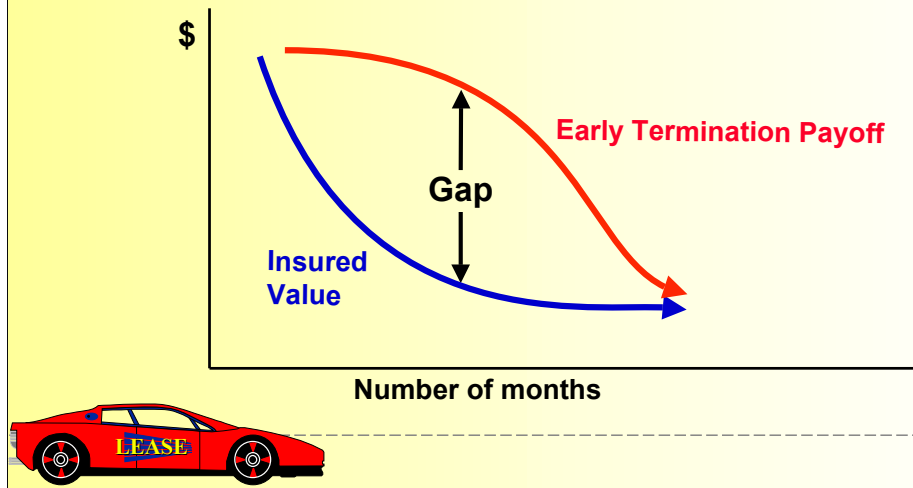 $
Early Termination Payoff
Gap
Insured
Value
Number of months
LEASE